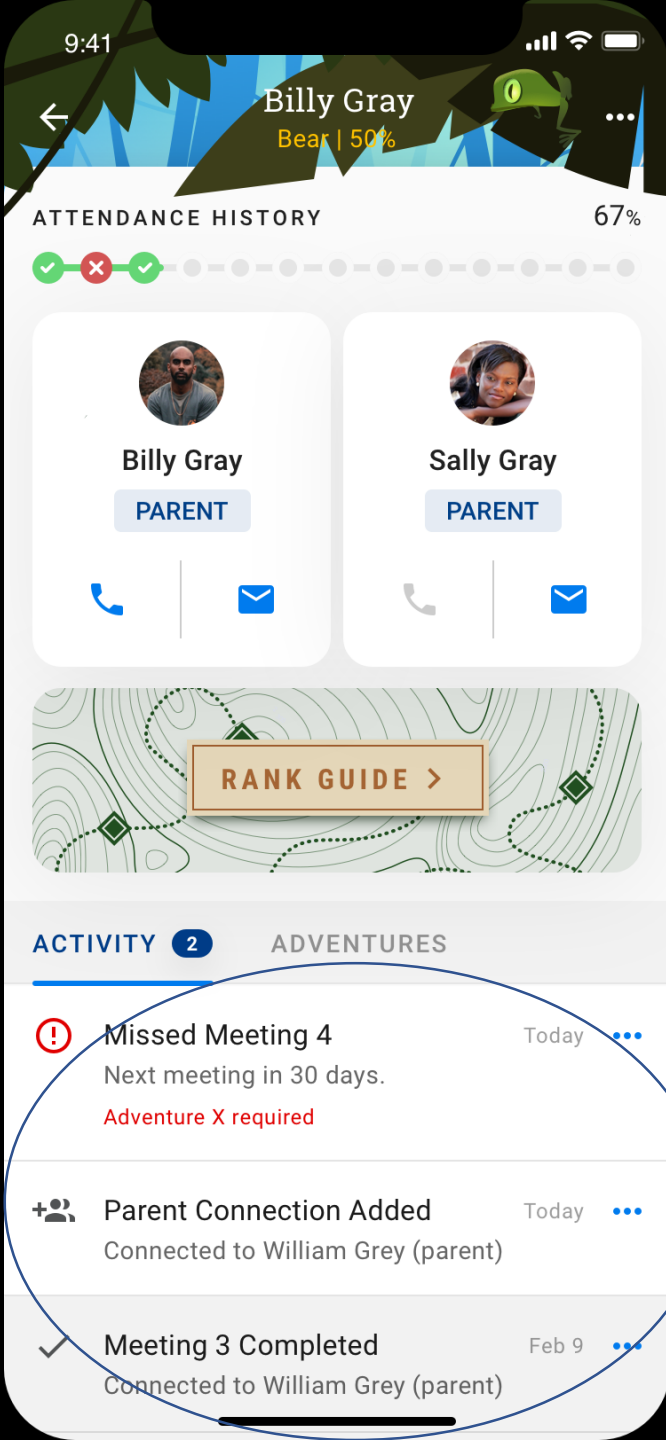 9:41
Billy Gray
Bear | 50%
ATTENDANCE HISTORY 67%
Billy Gray Sally Gray
PARENT PARENT
RANK GUIDE >
ACTIVITY 2 ADVENTURES
Missed Meeting 4 Today
Next meeting in 30 days.
Adventure X required
Parent Connection Added Today
Connected to William Grey (parent)
Meeting 3 Completed Feb 9
Connected to William Grey (parent)